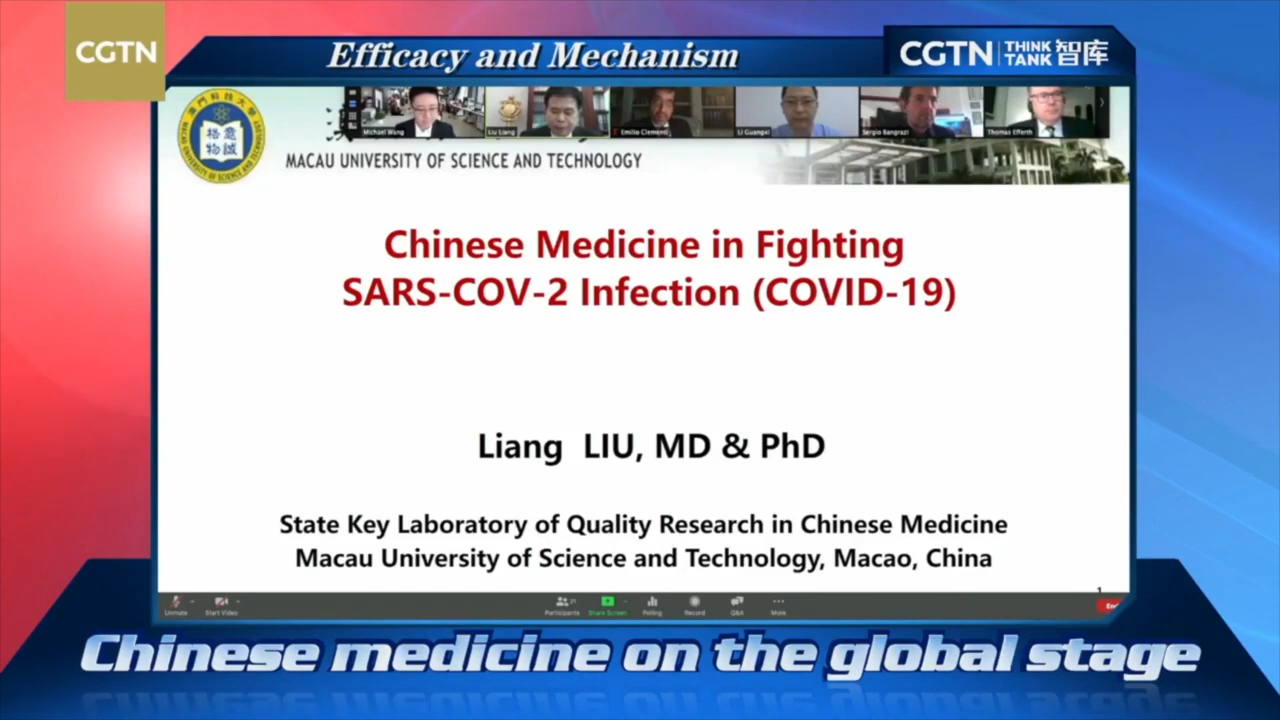 CGTN
Efficacy and Mechanism
CGTN THINK TANK 智库
Michael Wang
Liu Liang
Emilio Clementi
Li Guangxi
Sergio Bangrazi
Thomas Efferth
MACAU UNIVERSITY OF SCIENCE AND TECHNOLOGY
Chinese Medicine in Fighting
SARS-COV-2 Infection (COVID-19)
Liang LIU, MD & PhD
State Key Laboratory of Quality Research in Chinese Medicine
Macau University of Science and Technology, Macao, China
1
Unmute
Start Video
Participants
Share Screen
Polling
Record
Q&A
More
Chinese medicine on the global stage